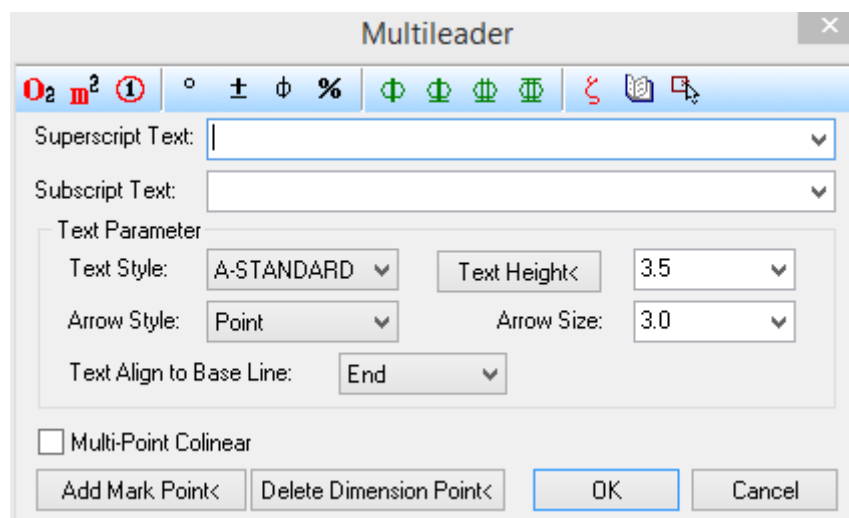 Multileader
O₂ m² ① ° ± ϕ %
Superscript Text:
Subscript Text:
Text Parameter
Text Style: A-STANDARD Text Height< 3.5
Arrow Style: Point Arrow Size: 3.0
Text Align to Base Line: End
Multi-Point Colinear
Add Mark Point< Delete Dimension Point< OK Cancel